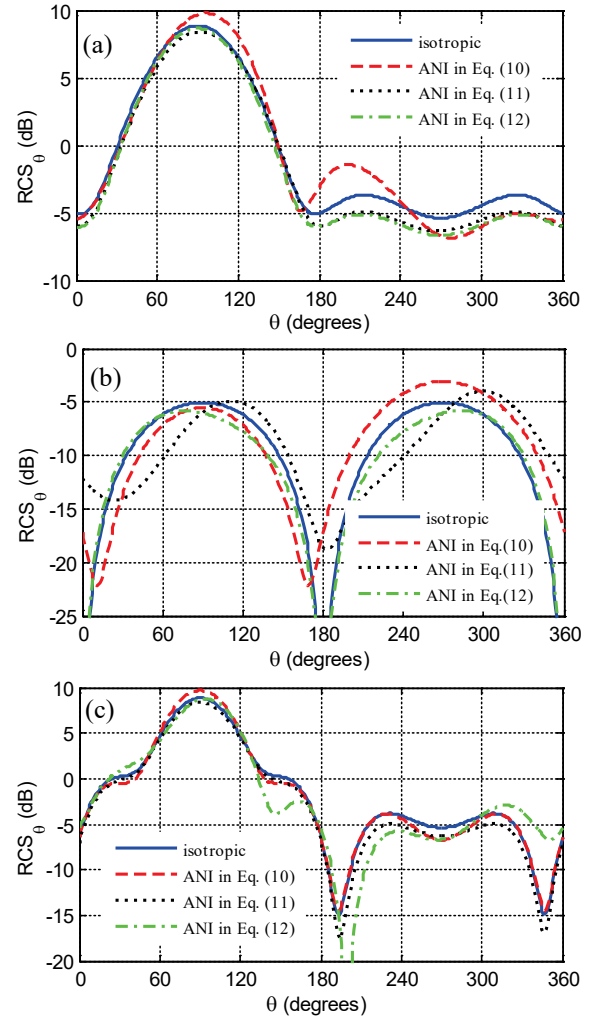 10
(a)
isotropic
ANI in Eq. (10)
5
ANI in Eq. (11)
ANI in Eq. (12)
0
RCSθ (dB)
-5
-10
0 60 120 180 240 300 360
θ (degrees)
0
(b)
-5
-10
RCSθ (dB)
-15
isotropic
ANI in Eq.(10)
-20
ANI in Eq.(11)
ANI in Eq.(12)
-25
0 60 120 180 240 300 360
θ (degrees)
10
(c)
5
0
RCSθ (dB)
-5
isotropic
-10
ANI in Eq. (10)
ANI in Eq. (11)
-15
ANI in Eq. (12)
-20
0 60 120 180 240 300 360
θ (degrees)